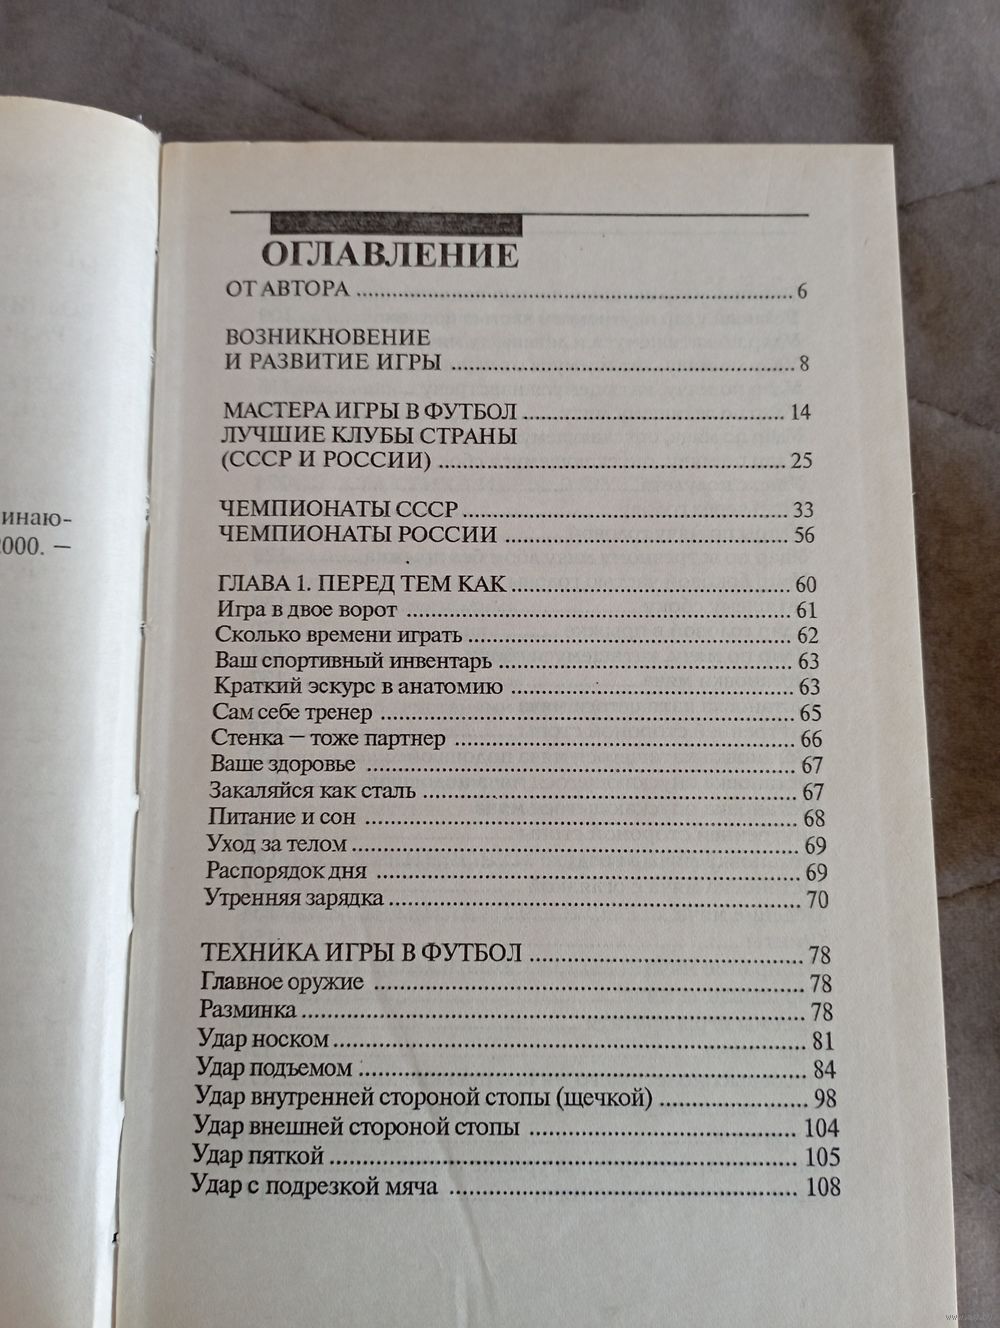 инаю-
000. —
ОГЛАВЛЕНИЕ
ОТ АВТОРА ........ 6
ВОЗНИКНОВЕНИЕ
И РАЗВИТИЕ ИГРЫ ........ 8
МАСТЕРА ИГРЫ В ФУТБОЛ ........ 14
ЛУЧШИЕ КЛУБЫ СТРАНЫ
(СССР И РОССИИ) ........ 25
ЧЕМПИОНАТЫ СССР ........ 33
ЧЕМПИОНАТЫ РОССИИ ........ 56
ГЛАВА 1. ПЕРЕД ТЕМ КАК ........ 60
Игра в двое ворот ........ 61
Сколько времени играть ........ 62
Ваш спортивный инвентарь ........ 63
Краткий эскурс в анатомию ........ 63
Сам себе тренер ........ 65
Стенка — тоже партнер ........ 66
Ваше здоровье ........ 67
Закаляйся как сталь ........ 67
Питание и сон ........ 68
Уход за телом ........ 69
Распорядок дня ........ 69
Утренняя зарядка ........ 70
ТЕХНИКА ИГРЫ В ФУТБОЛ ........ 78
Главное оружие ........ 78
Разминка ........ 78
Удар носком ........ 81
Удар подъемом ........ 84
Удар внутренней стороной стопы (щечкой) ........ 98
Удар внешней стороной стопы ........ 104
Удар пяткой ........ 105
Удар с подрезкой мяча ........ 108